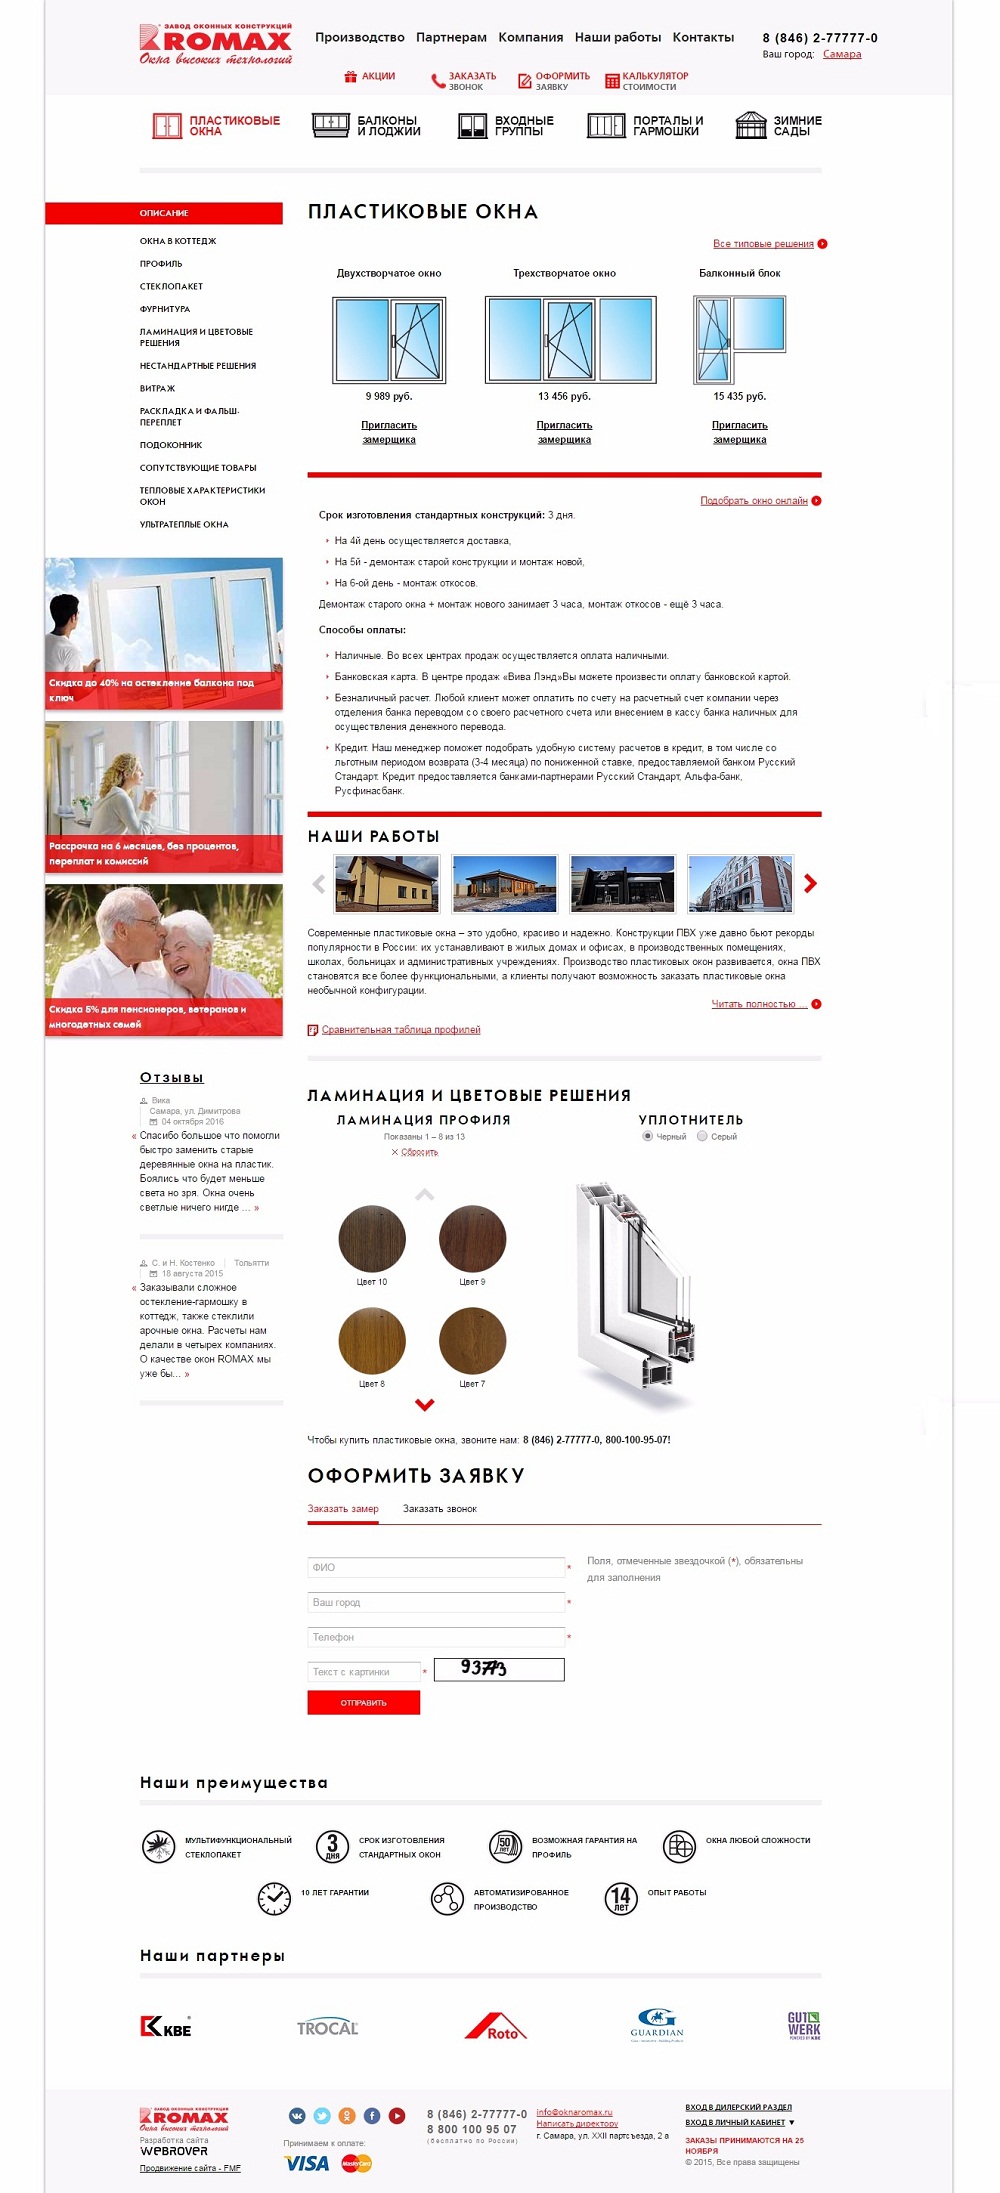 ЗАВОД ОКОННЫХ КОНСТРУКЦИЙ
ROMAX
Окна высоких технологий
Производство Партнерам Компания Наши работы Контакты
8 (846) 2-77777-0
Ваш город: Самара
АКЦИИ
ЗАКАЗАТЬ
ЗВОНОК
ОФОРМИТЬ
ЗАЯВКУ
КАЛЬКУЛЯТОР
СТОИМОСТИ
ПЛАСТИКОВЫЕ
ОКНА
БАЛКОНЫ
И ЛОДЖИИ
ВХОДНЫЕ
ГРУППЫ
ПОРТАЛЫ И
ГАРМОШКИ
ЗИМНИЕ
САДЫ
ОПИСАНИЕ
ОКНА В КОТТЕДЖ
ПРОФИЛЬ
СТЕКЛОПАКЕТ
ФУРНИТУРА
ЛАМИНАЦИЯ И ЦВЕТОВЫЕ
РЕШЕНИЯ
НЕСТАНДАРТНЫЕ РЕШЕНИЯ
ВИТРАЖ
РАСКЛАДКА И ФАЛЬШ-
ПЕРЕПЛЕТ
ПОДОКОННИК
СОПУТСТВУЮЩИЕ ТОВАРЫ
ТЕПЛОВЫЕ ХАРАКТЕРИСТИКИ
ОКОН
УЛЬТРАТЕПЛЫЕ ОКНА
Скидка до 40% на остекление балкона под
ключ
Рассрочка на 6 месяцев, без процентов,
переплат и комиссий
Скидка 5% для пенсионеров, ветеранов и
многодетных семей
Отзывы
Вика
Самара, ул. Димитрова
04 октября 2016
« Спасибо большое что помогли
быстро заменить старые
деревянные окна на пластик.
Боялись что будет меньше
света но зря. Окна очень
светлые ничего нигде ... »
С. и Н. Костенко Тольятти
18 августа 2015
« Заказывали сложное
остекление-гармошку в
коттедж, также стеклили
арочные окна. Расчеты нам
делали в четырех компаниях.
О качестве окон ROMAX мы
уже бы... »
ПЛАСТИКОВЫЕ ОКНА
Все типовые решения
Двухстворчатое окно Трехстворчатое окно Балконный блок
9 989 руб. 13 456 руб. 15 435 руб.
Пригласить
замерщика
Пригласить
замерщика
Пригласить
замерщика
Подобрать окно онлайн
Срок изготовления стандартных конструкций: 3 дня.
На 4й день осуществляется доставка,
На 5й - демонтаж старой конструкции и монтаж новой,
На 6-ой день - монтаж откосов.
Демонтаж старого окна + монтаж нового занимает 3 часа, монтаж откосов - ещё 3 часа.
Способы оплаты:
Наличные. Во всех центрах продаж осуществляется оплата наличными.
Банковская карта. В центре продаж «Вива Лэнд»Вы можете произвести оплату банковской картой.
Безналичный расчет. Любой клиент может оплатить по счету на расчетный счет компании через
отделения банка переводом со своего расчетного счета или внесением в кассу банка наличных для
осуществления денежного перевода.
Кредит. Наш менеджер поможет подобрать удобную систему расчетов в кредит, в том числе со
льготным периодом возврата (3-4 месяца) по пониженной ставке, предоставляемой банком Русский
Стандарт. Кредит предоставляется банками-партнерами Русский Стандарт, Альфа-банк,
Русфинасбанк.
НАШИ РАБОТЫ
Современные пластиковые окна – это удобно, красиво и надежно. Конструкции ПВХ уже давно бьют рекорды
популярности в России: их устанавливают в жилых домах и офисах, в производственных помещениях,
школах, больницах и административных учреждениях. Производство пластиковых окон развивается, окна ПВХ
становятся все более функциональными, а клиенты получают возможность заказать пластиковые окна
необычной конфигурации.
Читать полностью ...
Сравнительная таблица профилей
ЛАМИНАЦИЯ И ЦВЕТОВЫЕ РЕШЕНИЯ
ЛАМИНАЦИЯ ПРОФИЛЯ
Показаны 1 – 8 из 13
Сбросить
УПЛОТНИТЕЛЬ
Черный Серый
Цвет 10 Цвет 9
Цвет 8 Цвет 7
Чтобы купить пластиковые окна, звоните нам: 8 (846) 2-77777-0, 800-100-95-07!
ОФОРМИТЬ ЗАЯВКУ
Заказать замер Заказать звонок
ФИО *
Ваш город *
Телефон *
Текст с картинки *
Поля, отмеченные звездочкой (*), обязательны
для заполнения
ОТПРАВИТЬ
Наши преимущества
МУЛЬТИФУНКЦИОНАЛЬНЫЙ
СТЕКЛОПАКЕТ
3
ДНЯ
СРОК ИЗГОТОВЛЕНИЯ
СТАНДАРТНЫХ ОКОН
50
ЛЕТ
ВОЗМОЖНАЯ ГАРАНТИЯ НА
ПРОФИЛЬ
ОКНА ЛЮБОЙ СЛОЖНОСТИ
10 ЛЕТ ГАРАНТИИ
АВТОМАТИЗИРОВАННОЕ
ПРОИЗВОДСТВО
14
лет
ОПЫТ РАБОТЫ
Наши партнеры
KBE
TROCAL
Roto
GUARDIAN
GUTWERK
POWERED BY KBE
ЗАВОД ОКОННЫХ КОНСТРУКЦИЙ
ROMAX
Окна высоких технологий
Разработка сайта
WEBROVER
Продвижение сайта - FMF
Принимаем к оплате:
VISA MasterCard
8 (846) 2-77777-0
8 800 100 95 07
(бесплатно по России)
info@oknaromax.ru
Написать директору
г. Самара, ул. XXII партсъезда, 2 а
ВХОД В ДИЛЕРСКИЙ РАЗДЕЛ
ВХОД В ЛИЧНЫЙ КАБИНЕТ ▼
ЗАКАЗЫ ПРИНИМАЮТСЯ НА 25
НОЯБРЯ
© 2015, Все права защищены